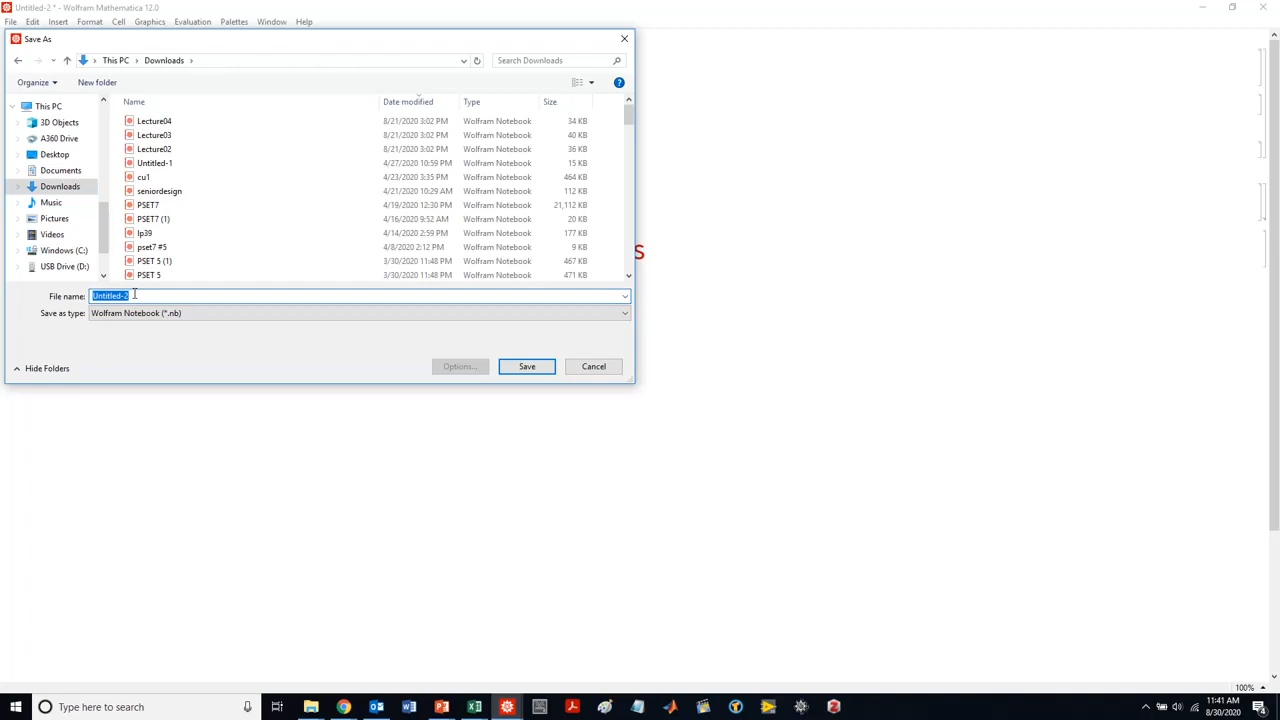 Untitled-2 * - Wolfram Mathematica 12.0
File Edit Insert Format Cell Graphics Evaluation Palettes Window Help
Save As
This PC Downloads
Search Downloads
Organize New folder
This PC
3D Objects
A360 Drive
Desktop
Documents
Downloads
Music
Pictures
Videos
Windows (C:)
USB Drive (D:)
Name Date modified Type Size
Lecture04 8/21/2020 3:02 PM Wolfram Notebook 34 KB
Lecture03 8/21/2020 3:02 PM Wolfram Notebook 40 KB
Lecture02 8/21/2020 3:02 PM Wolfram Notebook 36 KB
Untitled-1 4/27/2020 10:59 PM Wolfram Notebook 15 KB
cu1 4/23/2020 3:35 PM Wolfram Notebook 464 KB
seniordesign 4/21/2020 10:29 AM Wolfram Notebook 112 KB
PSET7 4/19/2020 12:30 PM Wolfram Notebook 21,112 KB
PSET7 (1) 4/16/2020 9:52 AM Wolfram Notebook 20 KB
lp39 4/14/2020 2:59 PM Wolfram Notebook 177 KB
pset7 #5 4/8/2020 2:12 PM Wolfram Notebook 9 KB
PSET 5 (1) 3/30/2020 11:48 PM Wolfram Notebook 467 KB
PSET 5 3/30/2020 11:48 PM Wolfram Notebook 471 KB
s
File name: Untitled-2
Save as type: Wolfram Notebook (*.nb)
Hide Folders
Options... Save Cancel
100%
Type here to search
11:41 AM
8/30/2020
4